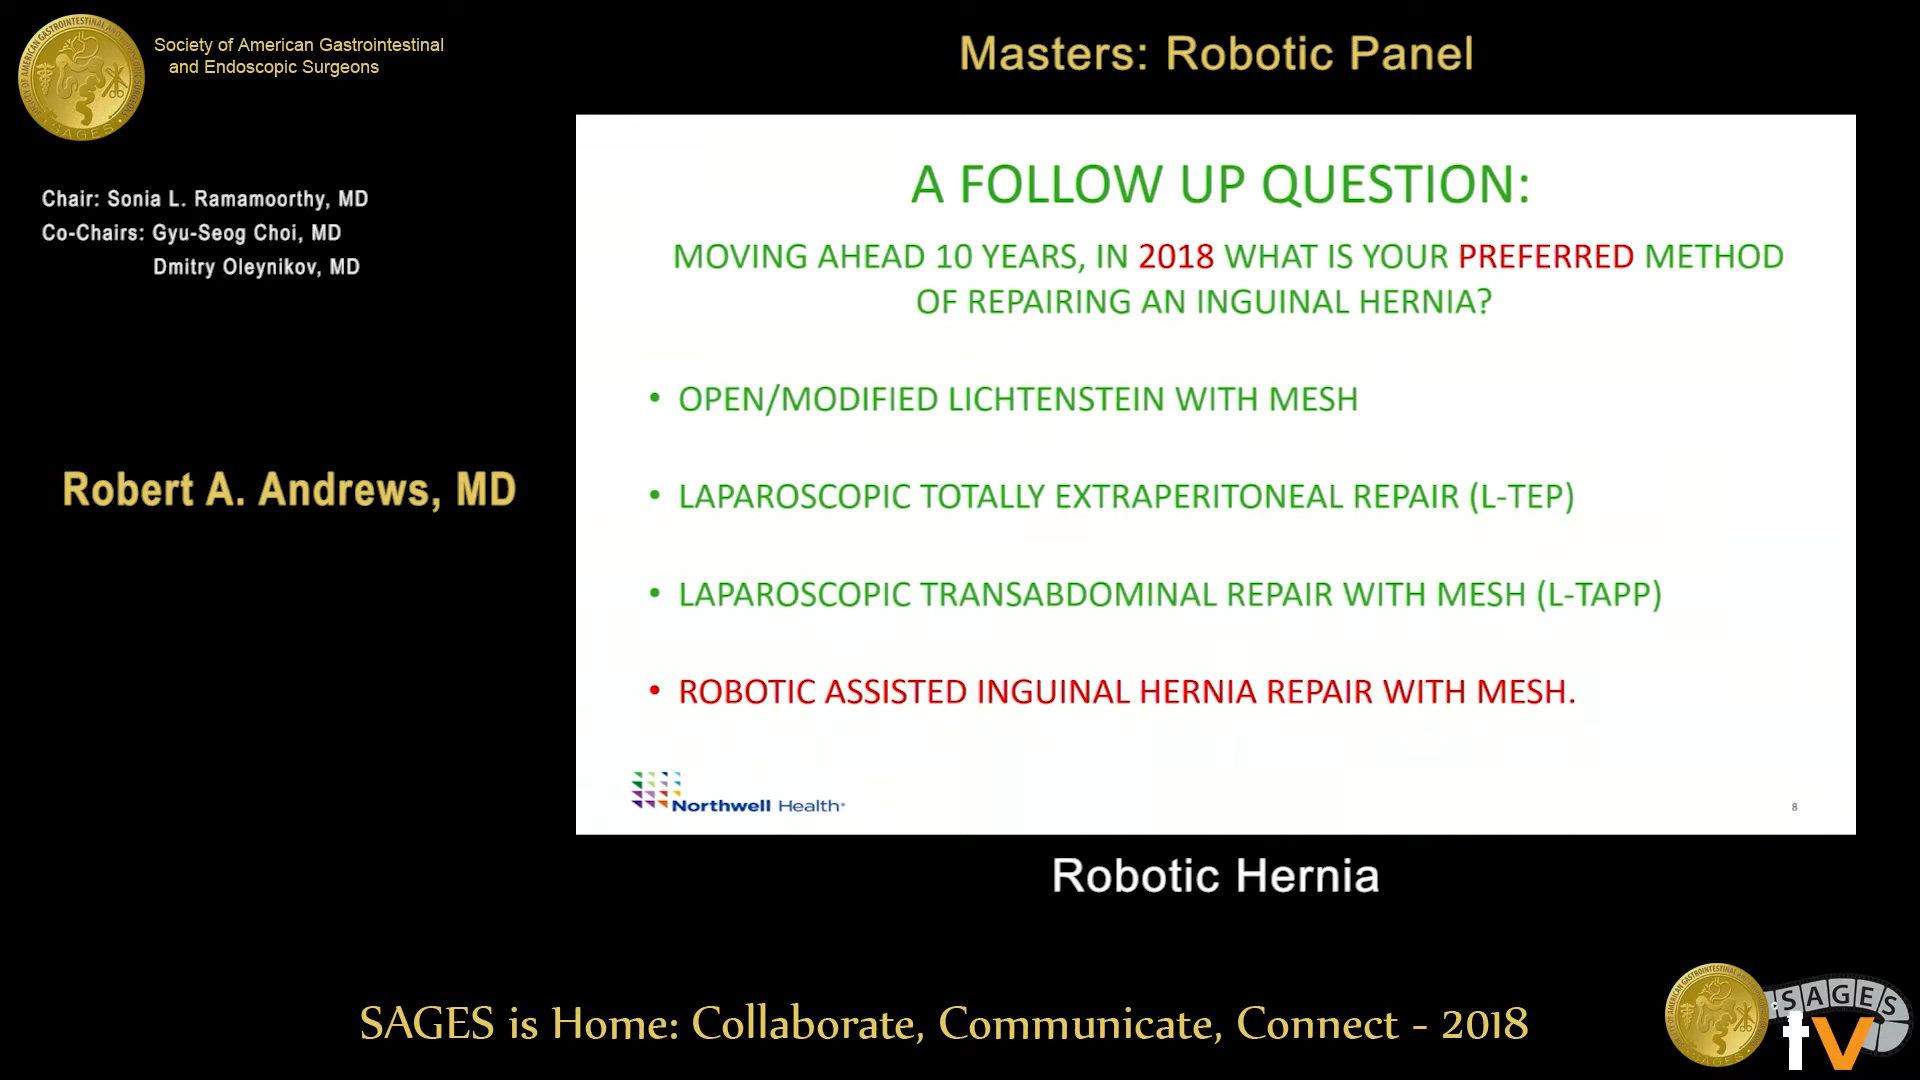 Society of American Gastrointestinal
and Endoscopic Surgeons
Masters: Robotic Panel
Chair: Sonia L. Ramamoorthy, MD
Co-Chairs: Gyu-Seog Choi, MD
Dmitry Oleynikov, MD
Robert A. Andrews, MD
A FOLLOW UP QUESTION:
MOVING AHEAD 10 YEARS, IN 2018 WHAT IS YOUR PREFERRED METHOD
OF REPAIRING AN INGUINAL HERNIA?
• OPEN/MODIFIED LICHTENSTEIN WITH MESH
• LAPAROSCOPIC TOTALLY EXTRAPERITONEAL REPAIR (L-TEP)
• LAPAROSCOPIC TRANSABDOMINAL REPAIR WITH MESH (L-TAPP)
• ROBOTIC ASSISTED INGUINAL HERNIA REPAIR WITH MESH.
Northwell Health
8
Robotic Hernia
SAGES is Home: Collaborate, Communicate, Connect - 2018
SAGES
tv